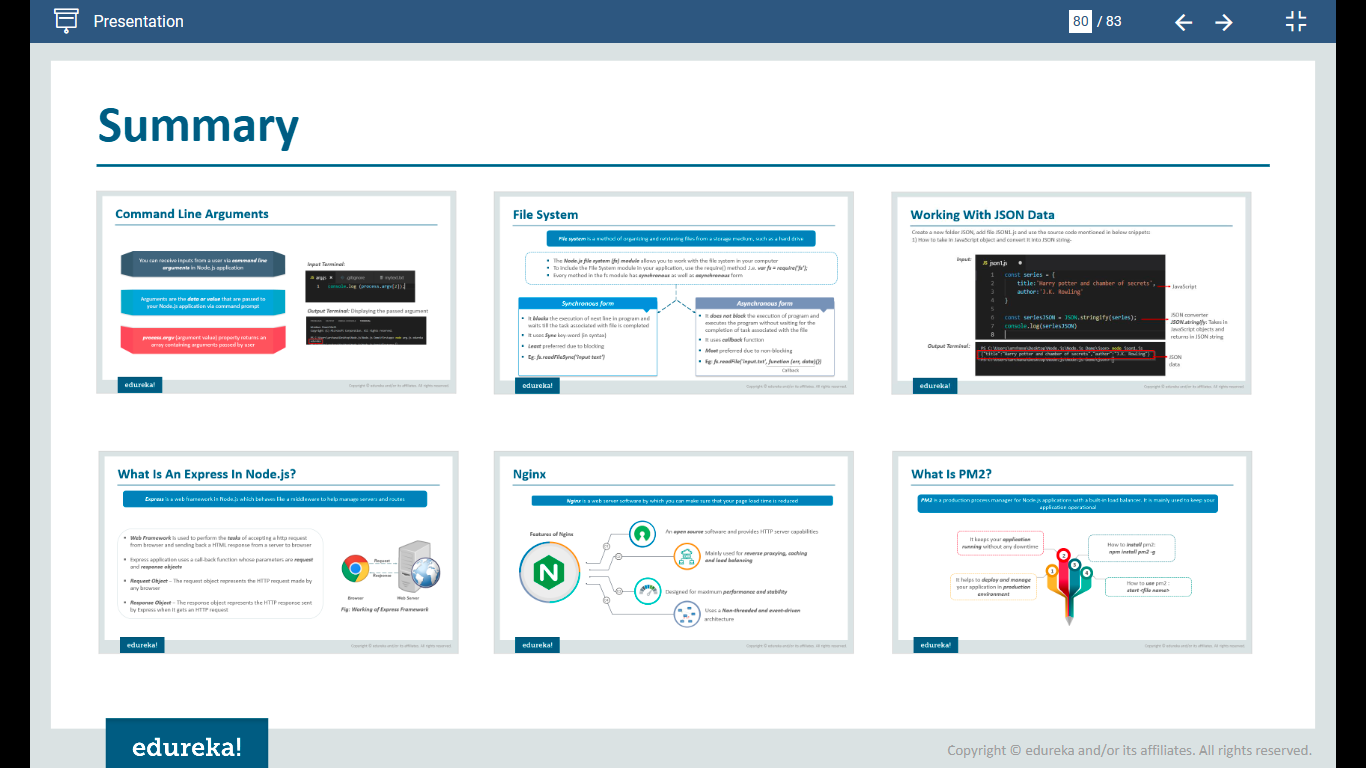 Presentation
80 / 83
Summary
Command Line Arguments
You can receive inputs from a user via command line
arguments in Node.js application
Arguments are the data or value that are passed to
your Node.js application via command prompt
process.argv (argument value) property returns an
array containing arguments passed by user
Input Terminal:
console.log (process.argv[2]);
Output Terminal: Displaying the passed argument
edureka!
File System
File system is a method of organizing and retrieving files from a storage medium, such as a hard drive
The Node.js file system (fs) module allows you to work with the file system in your computer
To include the File System module in your application, use the require() method i.e. var fs = require('fs');
Every method in the fs module has synchronous as well as asynchronous form
Synchronous form
It blocks the execution of next line in program and
waits till the task associated with file is completed
It uses Sync key word (in syntax)
Least preferred due to blocking
Eg: fs.readFileSync('input.text')
Asynchronous form
It does not block the execution of program and
executes the program without waiting for the
completion of task associated with the file
It uses callback function
Most preferred due to non-blocking
Eg: fs.readFile('input.txt', function (err, data){})
Callback
edureka!
Working With JSON Data
Create a new folder JSON, add file JSON1.js and use the source code mentioned in below snippets:
1) How to take in JavaScript object and convert it into JSON string-
Input:
json1.js
1 const series = {
2 title:'Harry potter and chamber of secrets',
3 author:'J.K. Rowling'
4 }
5
6 const seriesJSON = JSON.stringify(series);
7 console.log(seriesJSON)
8
JavaScript
JSON converter
JSON.stringify: Takes in
JavaScript objects and
returns in JSON string
Output Terminal:
{"title":"Harry potter and chamber of secrets","author":"J.K. Rowling"}
JSON
data
edureka!
What Is An Express In Node.js?
Express is a web framework in Node.js which behaves like a middleware to help manage servers and routes
Web Framework is used to perform the tasks of accepting a http request
from browser and sending back a HTML response from a server to browser
Express application uses a call-back function whose parameters are request
and response objects
Request Object – The request object represents the HTTP request made by
any browser
Response Object – The response object represents the HTTP response sent
by Express when it gets an HTTP request
Request
Response
Browser
Web Server
Fig: Working of Express Framework
edureka!
Nginx
Nginx is a web server software by which you can make sure that your page load time is reduced
Features of Nginx
N
An open source software and provides HTTP server capabilities
Mainly used for reverse proxying, caching
and load balancing
Designed for maximum performance and stability
Uses a Non-threaded and event-driven
architecture
edureka!
What Is PM2?
PM2 is a production process manager for Node.js applications with a built-in load balancer. It is mainly used to keep your
application operational
It keeps your application
running without any downtime
How to install pm2:
npm install pm2 -g
It helps to deploy and manage
your application in production
environment
How to use pm2 :
start <file name>
1
2
3
4
edureka!
edureka!
Copyright © edureka and/or its affiliates. All rights reserved.